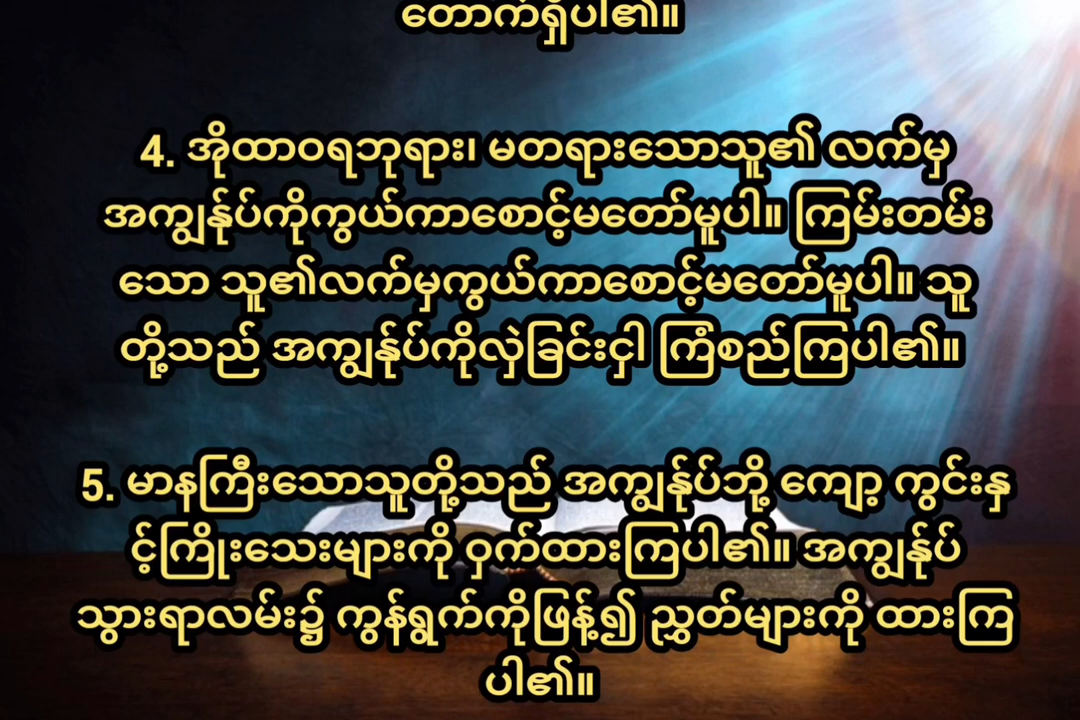 တောက်ရှိပါ၏။
4. အိုထာဝရဘုရား၊ မတရားသောသူ၏ လက်မှ
အကျွန်ုပ်ကိုကွယ်ကာစောင့်မတော်မူပါ။ ကြမ်းတမ်း
သော သူ၏လက်မှကွယ်ကာစောင့်မတော်မူပါ။ သူ
တို့သည် အကျွန်ုပ်ကိုလှဲခြင်းငှါ ကြံစည်ကြပါ၏။
5. မာနကြီးသောသူတို့သည် အကျွန်ုပ်ဘို့ ကျော့ ကွင်းနှ
င့်ကြိုးသေးများကို ဝှက်ထားကြပါ၏။ အကျွန်ုပ်
သွားရာလမ်း၌ ကွန်ရွက်ကိုဖြန့်၍ ညွှတ်များကို ထားကြ
ပါ၏။